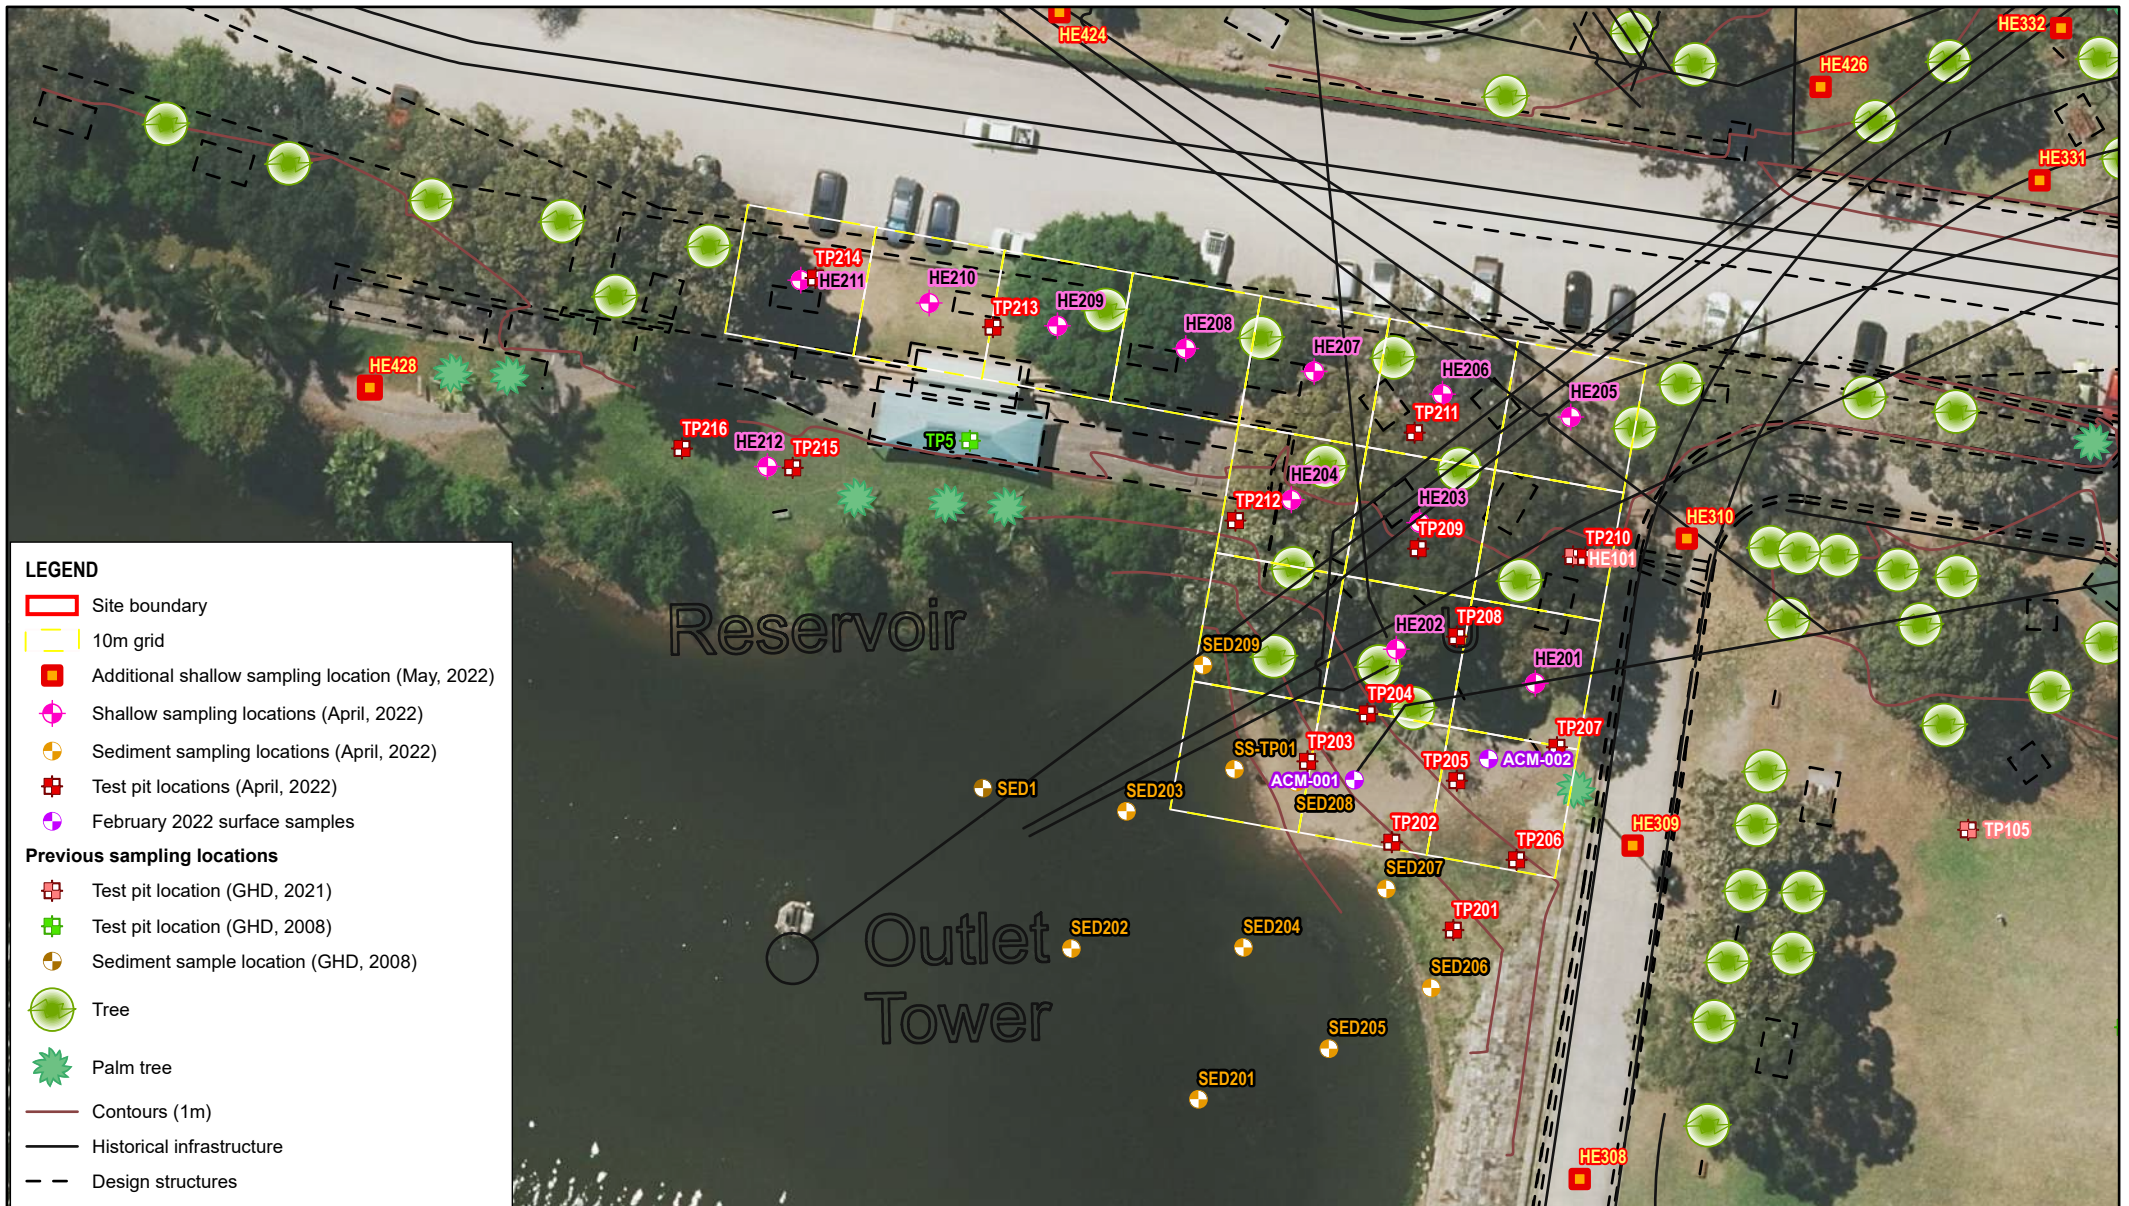 HE424
HE332
HE426
HE331
TP214
HE211
HE210
HE209
TP213
HE208
HE207
HE206
HE205
TP211
HE428
TP216
HE212
TP215
TP5
HE204
TP212
HE203
TP209
HE310
TP210
HE101
Reservoir
TP208
HE202
SED209
HE201
TP204
TP207
SS-TP01
TP203
TP205
ACM-002
ACM-001
SED1
SED203
SED208
TP202
HE309
TP105
TP206
SED207
TP201
Outlet
Tower
SED202
SED204
SED206
SED205
SED201
HE308
LEGEND
Site boundary
10m grid
Additional shallow sampling location (May, 2022)
Shallow sampling locations (April, 2022)
Sediment sampling locations (April, 2022)
Test pit locations (April, 2022)
February 2022 surface samples
Previous sampling locations
Test pit location (GHD, 2021)
Test pit location (GHD, 2008)
Sediment sample location (GHD, 2008)
Tree
Palm tree
Contours (1m)
Historical infrastructure
Design structures